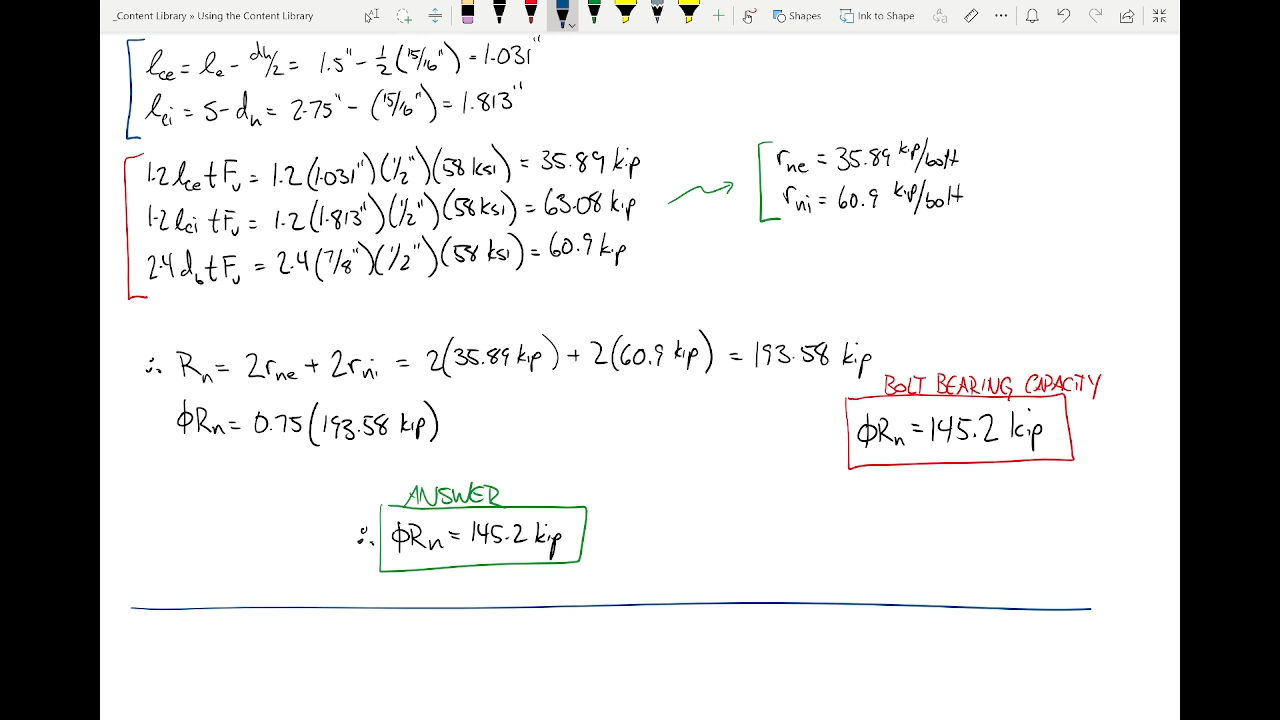 _Content Library » Using the Content Library
Shapes
Ink to Shape
lce = le - dh/2 = 1.5" - 1/2 (15/16") = 1.031"
lci = S - dh = 2.75" - (15/16") = 1.813"
1.2 lce t Fu = 1.2 (1.031") (1/2") (58 ksi) = 35.89 kip
1.2 lci t Fu = 1.2 (1.813") (1/2") (58 ksi) = 63.08 kip
2.4 db t Fu = 2.4 (7/8") (1/2") (58 ksi) = 60.9 kip
rne = 35.89 kip/bolt
rni = 60.9 kip/bolt
∴ Rn = 2rne + 2rni = 2(35.89 kip) + 2(60.9 kip) = 193.58 kip
ΦRn = 0.75 (193.58 kip)
BOLT BEARING CAPACITY
ΦRn = 145.2 kip
ANSWER
∴ ΦRn = 145.2 kip